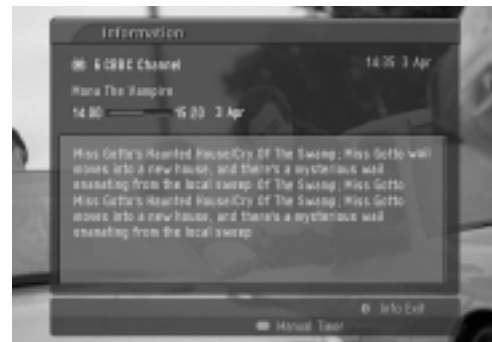 Information
6 CBBC Channel 14:35 3 Apr
Mona The Vampire
14:00 15:20 3 Apr
Miss Gotto's Haunted House/Cry Of The Swamp; Miss Gotto wail
moves into a new house, and there's a mysterious wail
emanating from the local sweep Of The Swamp; Miss Gotto
Miss Gotto's Haunted House/Cry Of The Swamp; Miss Gotto
moves into a new house, and there's a mysterious wail
emanating from the local sweep
Info Exit
Manual Timer